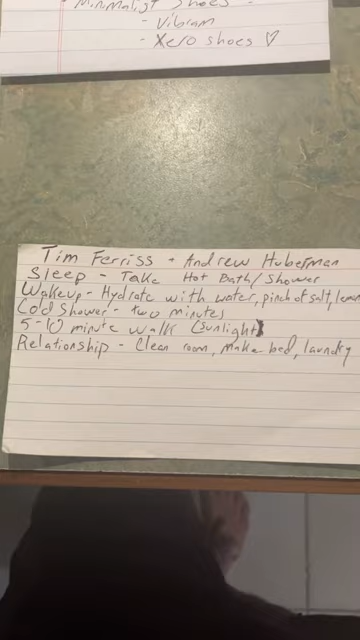 Minimalist Shoes -
- Vibram
- Xero shoes
Tim Ferriss - Andrew Huberman
Sleep - Take Hot Bath/Shower
Wakeup - Hydrate with water, pinch of salt, lemon
Cold Shower - two minutes
5-10 minute walk (sunlight)
Relationship - Clean room, make bed, laundry